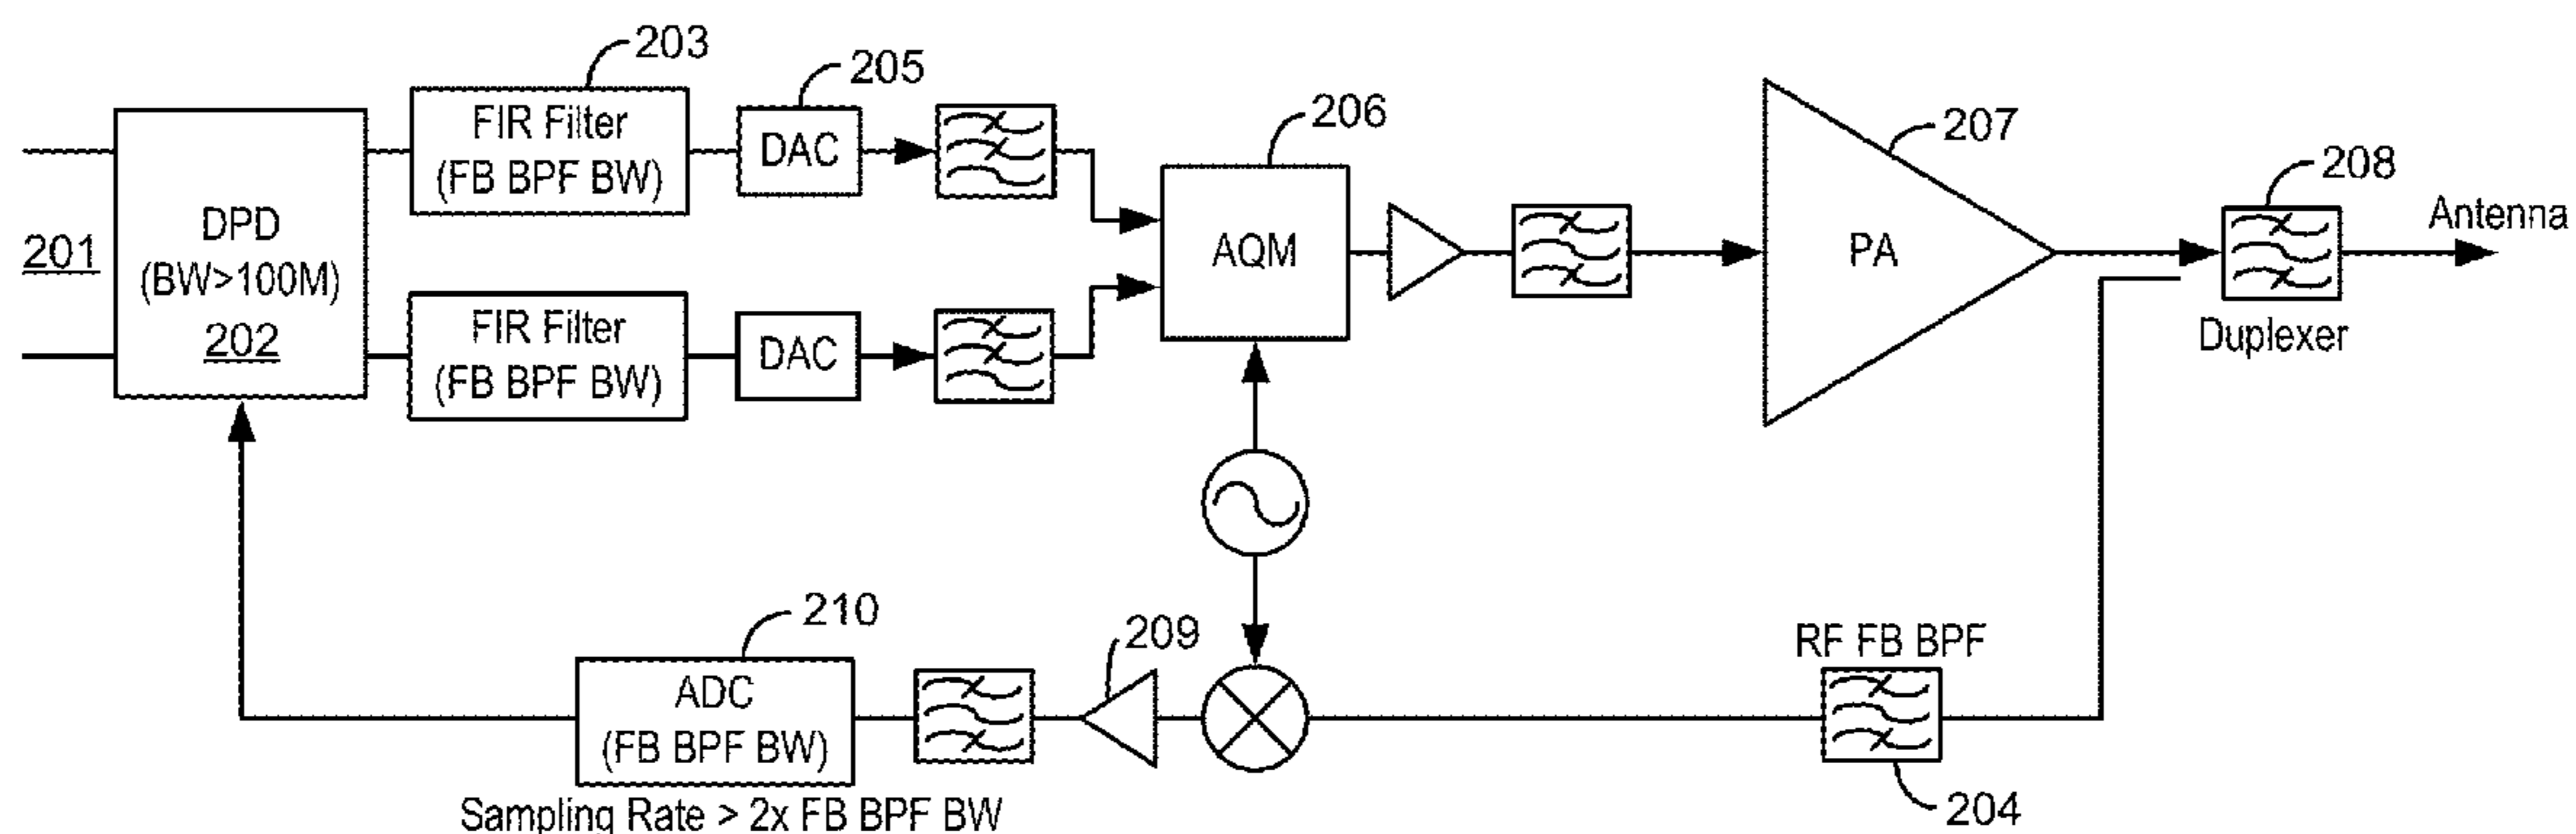 203
205
FIR Filter
(FB BPF BW)
DAC
206
207
208
201
DPD
(BW>100M)
202
AQM
PA
Antenna
FIR Filter
(FB BPF BW)
DAC
Duplexer
210
209
RF FB BPF
ADC
(FB BPF BW)
204
Sampling Rate > 2x FB BPF BW